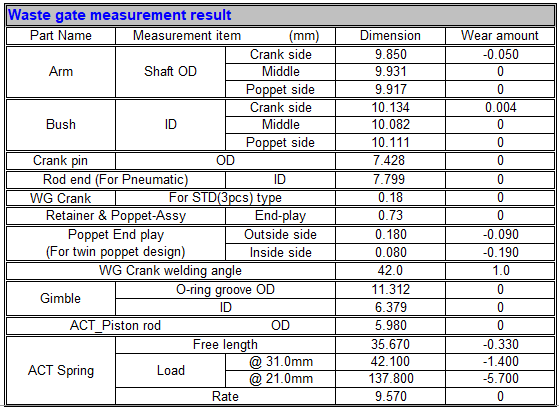 Waste gate measurement result
Part Name Measurement item (mm) Dimension Wear amount
Arm Shaft OD Crank side 9.850 -0.050
Middle 9.931 0
Poppet side 9.917 0
Bush ID Crank side 10.134 0.004
Middle 10.082 0
Poppet side 10.111 0
Crank pin OD 7.428 0
Rod end (For Pneumatic) ID 7.799 0
WG Crank For STD(3pcs) type 0.18 0
Retainer & Poppet-Assy End-play 0.73 0
Poppet End play Outside side 0.180 -0.090
(For twin poppet design) Inside side 0.080 -0.190
WG Crank welding angle 42.0 1.0
Gimble O-ring groove OD 11.312 0
ID 6.379 0
ACT_Piston rod OD 5.980 0
ACT Spring Free length 35.670 -0.330
Load @ 31.0mm 42.100 -1.400
@ 21.0mm 137.800 -5.700
Rate 9.570 0